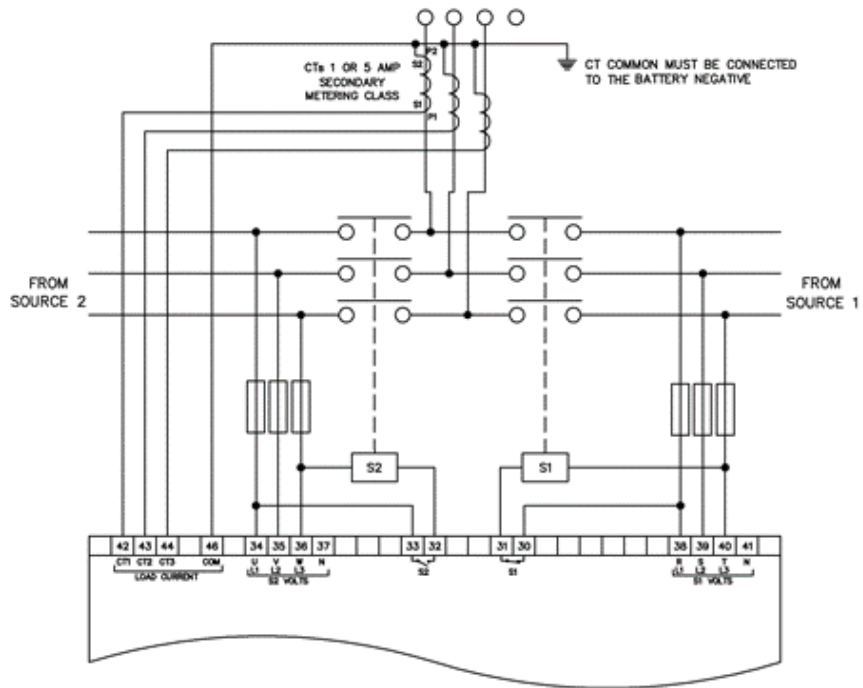 P2
S2
CTs 1 OR 5 AMP
SECONDARY
METERING CLASS
S1
P1
CT COMMON MUST BE CONNECTED
TO THE BATTERY NEGATIVE
FROM
SOURCE 2
FROM
SOURCE 1
S2
S1
42 43 44 46 34 35 36 37 33 32 31 30 38 39 40 41
CT1 CT2 CT3 COM U V W N R S T N
L1 L2 L3 S2 S1 L1 L2 L3
LOAD CURRENT S2 VOLTS S1 VOLTS